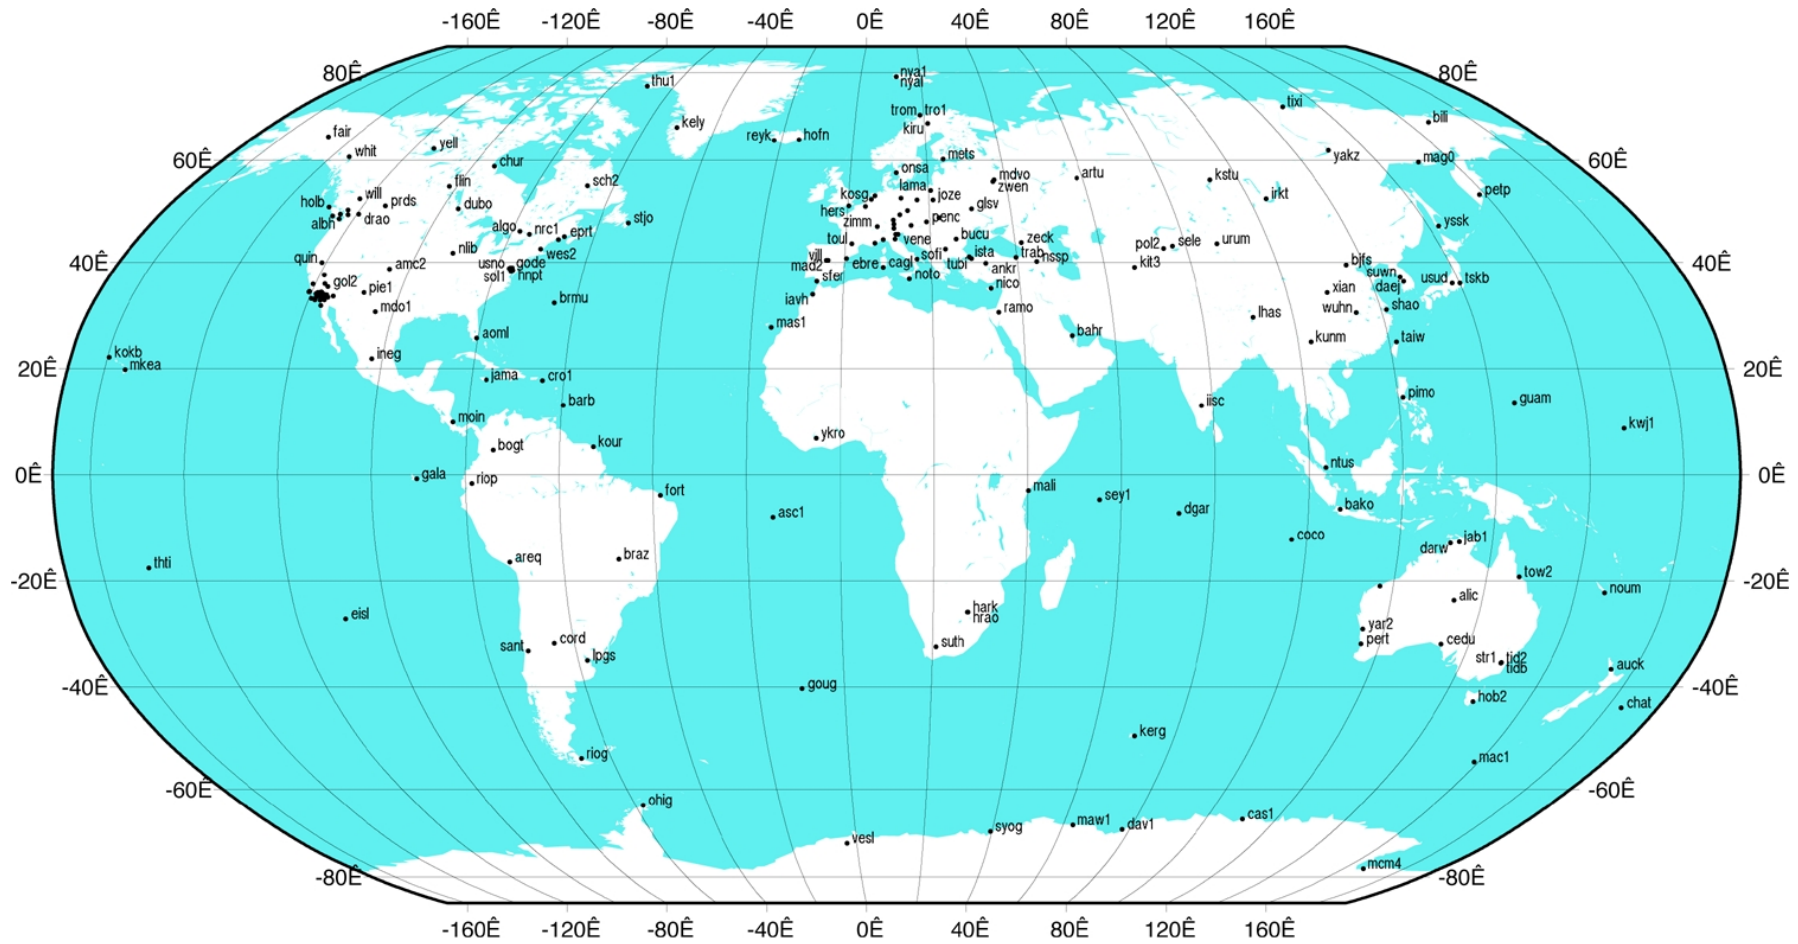 -160Ê -120Ê -80Ê -40Ê 0Ê 40Ê 80Ê 120Ê 160Ê
80Ê 80Ê
nya1
nyal
thu1
tixi
bili
kely
trom tro1
kiru
reyk hofn
fair
yell
whit
60Ê 60Ê
chur
mets
yakz
mag0
onsa
mdvo
zwen
artu
kstu
irkt
petp
flin
sch2
will
prds
holb
dubo
albh
drao
lama
joze
kosg
hers
glsv
penc
zimm
stjo
yssk
algo
nrc1
eprt
nlib
wes2
toul
vene
bucu
zeck
pol2
sele
urum
quin
usno
gode
sol1
hnpt
amc2
vill
mad2
ebre
cagl
sofi
ista
tubi
trab
nssp
ankr
kit3
bjfs
40Ê 40Ê
sfer
noto
nico
suwn
daej
usud
tskb
gol2
pie1
mdo1
brmu
iavh
ramo
xian
wuhn
shao
lhas
mas1
aoml
bahr
kunm
taiw
kokb
mkea
ineg
20Ê 20Ê
jama
cro1
barb
iisc
pimo
guam
moin
kwj1
ykro
bogt
kour
ntus
0Ê 0Ê
gala
riop
fort
mali
sey1
dgar
bako
asc1
coco
darw
jab1
areq
braz
thti
-20Ê -20Ê
tow2
noum
alic
eisl
hark
hrao
yar2
pert
cedu
suth
sant
cord
lpgs
str1
tid2
tidb
auck
-40Ê -40Ê
goug
hob2
chat
kerg
riog
mac1
-60Ê -60Ê
ohig
syog
maw1
dav1
cas1
vesl
mcm4
-80Ê -80Ê
-160Ê -120Ê -80Ê -40Ê 0Ê 40Ê 80Ê 120Ê 160Ê